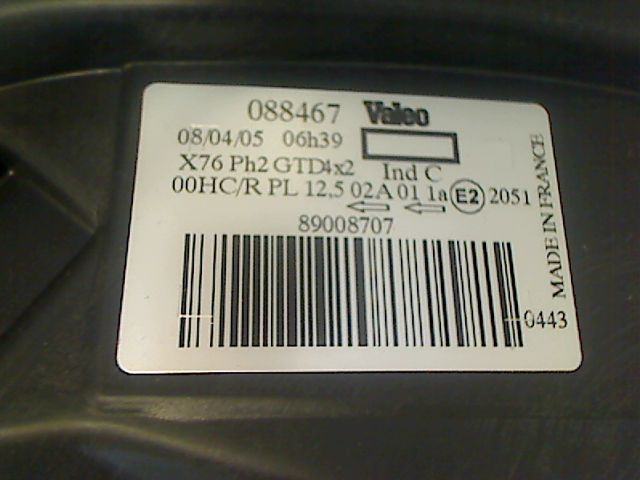 088467 Valeo
08/04/05 06h39
X76 Ph2 GTD4x2 Ind C
00HC/R PL 12,5 02A 01 1a E2 2051
89008707
0443
MADE IN FRANCE